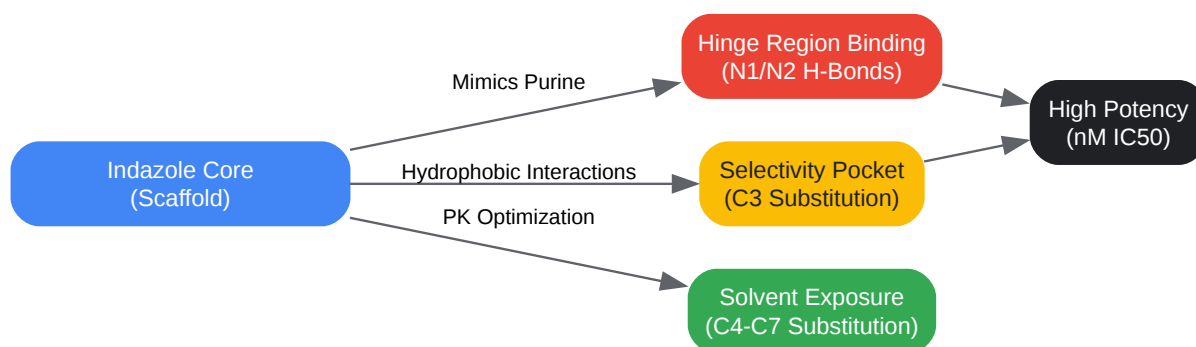 Indazole Core
(Scaffold)
Mimics Purine
Hydrophobic Interactions
PK Optimization
Hinge Region Binding
(N1/N2 H-Bonds)
Selectivity Pocket
(C3 Substitution)
Solvent Exposure
(C4-C7 Substitution)
High Potency
(nM IC50)